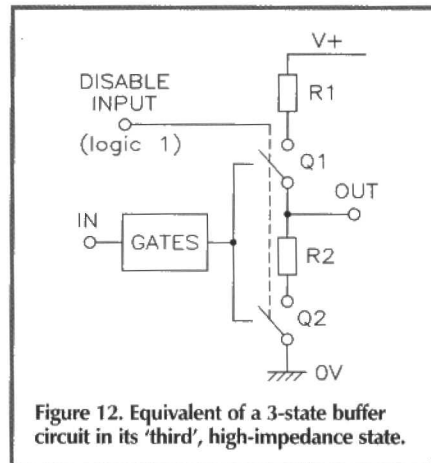 V+
DISABLE
INPUT
(logic 1)
R1
Q1
OUT
IN
GATES
R2
Q2
0V
Figure 12. Equivalent of a 3-state buffer
circuit in its 'third', high-impedance state.